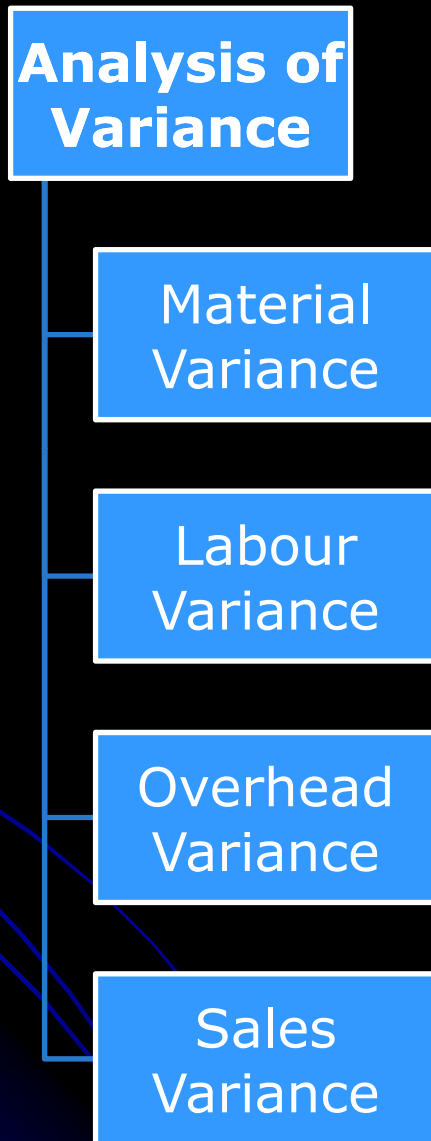 Analysis of
Variance
Material
Variance
Labour
Variance
Overhead
Variance
Sales
Variance